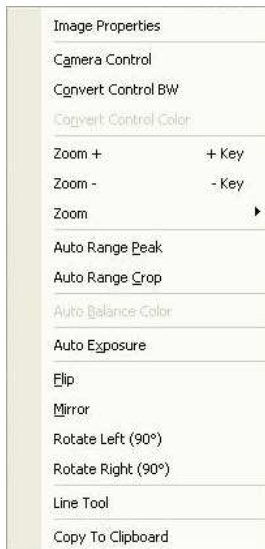 Image Properties
Camera Control
Convert Control BW
Convert Control Color
Zoom + + Key
Zoom - - Key
Zoom
Auto Range Peak
Auto Range Crop
Auto Balance Color
Auto Exposure
Flip
Mirror
Rotate Left (90°)
Rotate Right (90°)
Line Tool
Copy To Clipboard